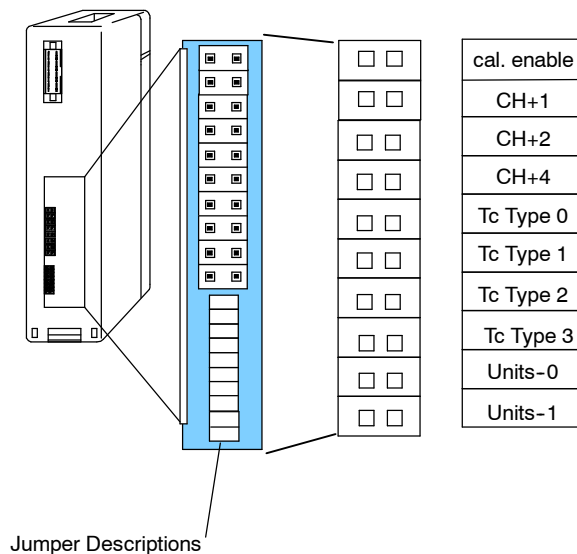 cal. enable
CH+1
CH+2
CH+4
Tc Type 0
Tc Type 1
Tc Type 2
Tc Type 3
Units-0
Units-1
Jumper Descriptions